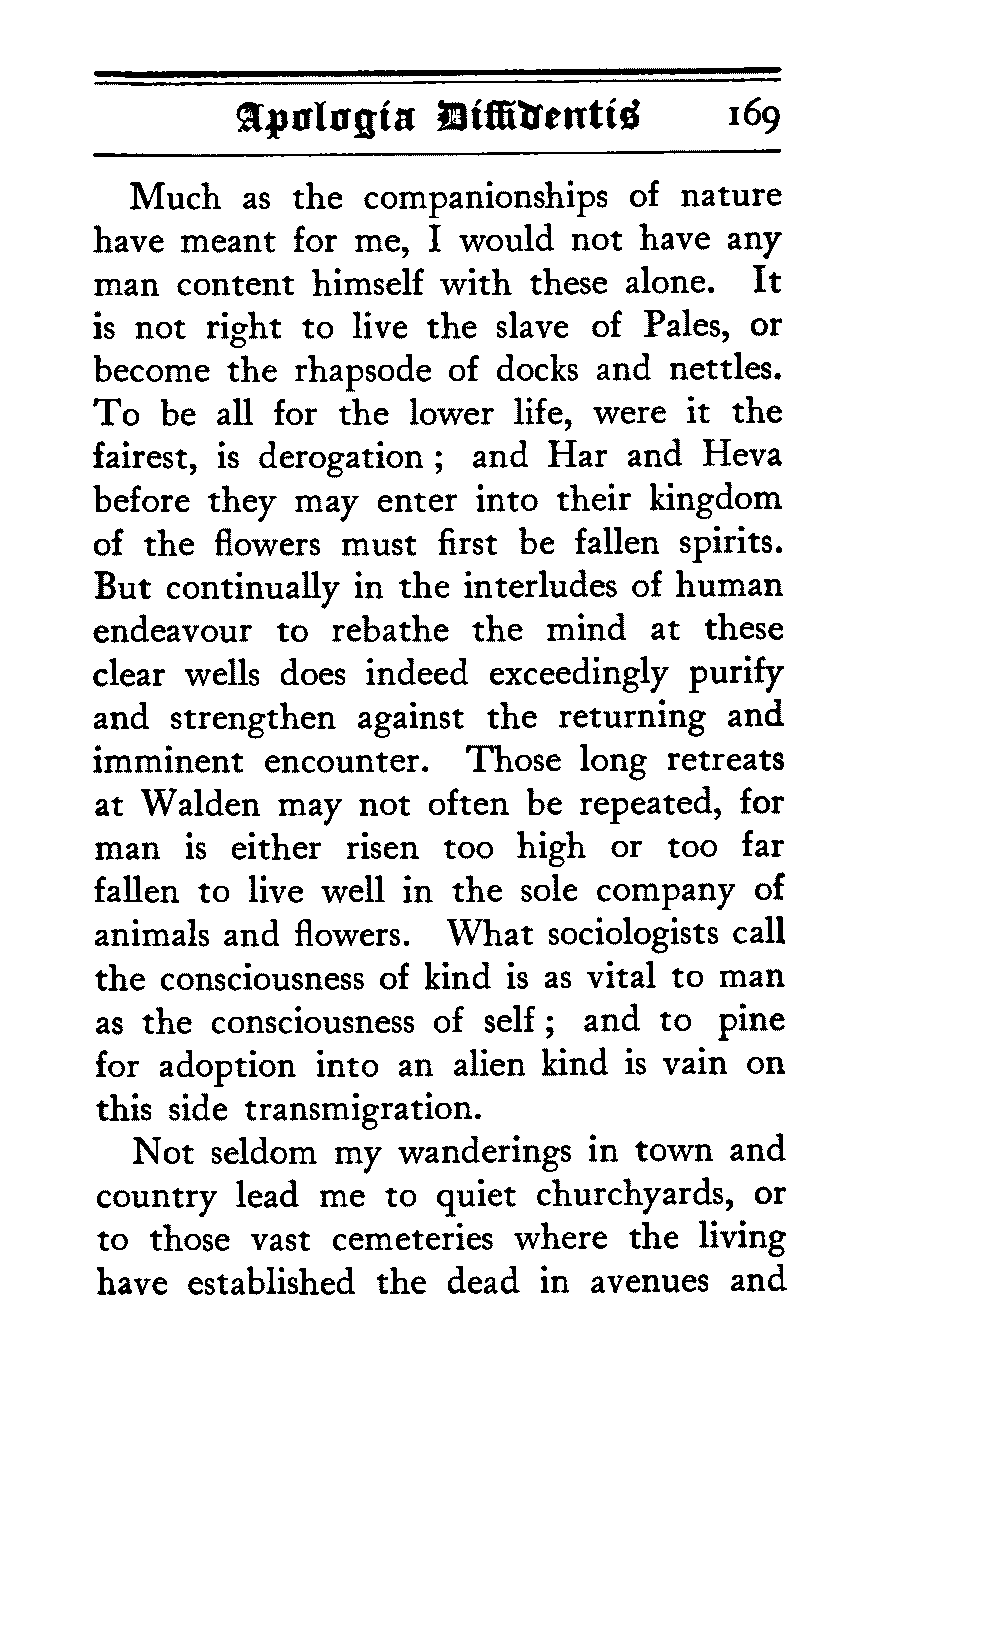 Apologia Diffidentis 169
Much as the companionships of nature
have meant for me, I would not have any
man content himself with these alone. It
is not right to live the slave of Pales, or
become the rhapsode of docks and nettles.
To be all for the lower life, were it the
fairest, is derogation ; and Har and Heva
before they may enter into their kingdom
of the flowers must first be fallen spirits.
But continually in the interludes of human
endeavour to rebathe the mind at these
clear wells does indeed exceedingly purify
and strengthen against the returning and
imminent encounter. Those long retreats
at Walden may not often be repeated, for
man is either risen too high or too far
fallen to live well in the sole company of
animals and flowers. What sociologists call
the consciousness of kind is as vital to man
as the consciousness of self ; and to pine
for adoption into an alien kind is vain on
this side transmigration.
Not seldom my wanderings in town and
country lead me to quiet churchyards, or
to those vast cemeteries where the living
have established the dead in avenues and